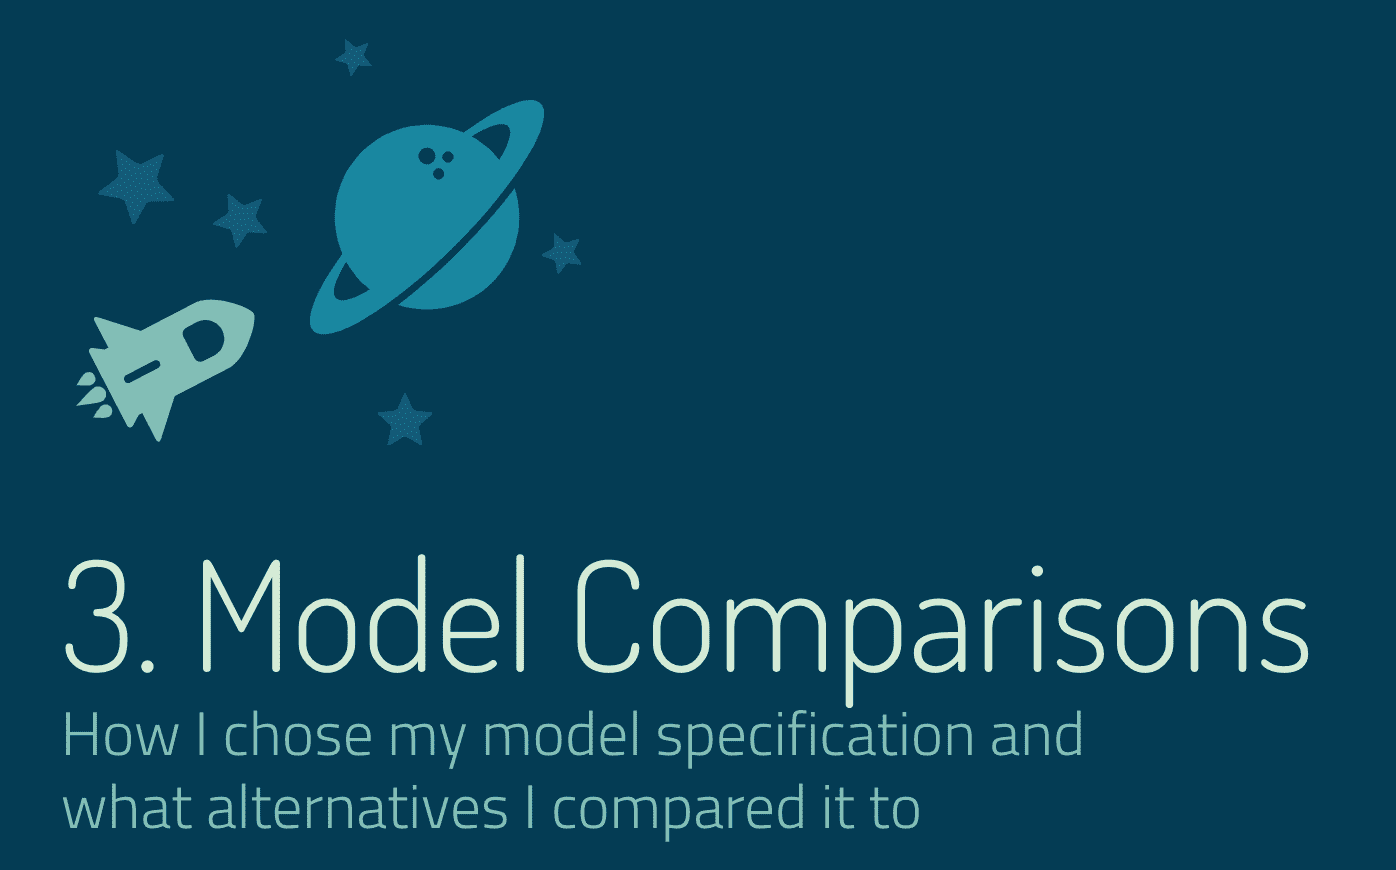 3. Model Comparisons
How I chose my model specification and
what alternatives I compared it to